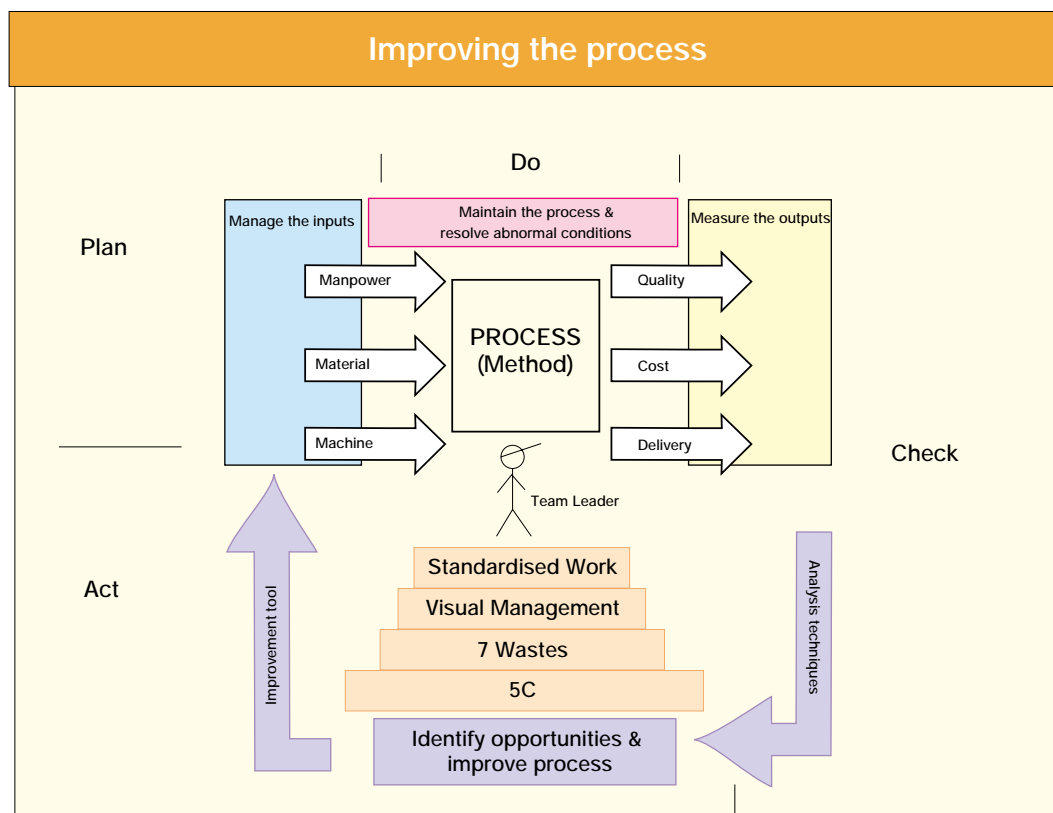 Improving the process
Do
Plan
Manage the inputs
Maintain the process &
resolve abnormal conditions
Measure the outputs
Manpower
Quality
PROCESS
(Method)
Material
Cost
Machine
Delivery
Check
Team Leader
Act
Standardised Work
Visual Management
7 Wastes
5C
Improvement tool
Analysis techniques
Identify opportunities &
improve process